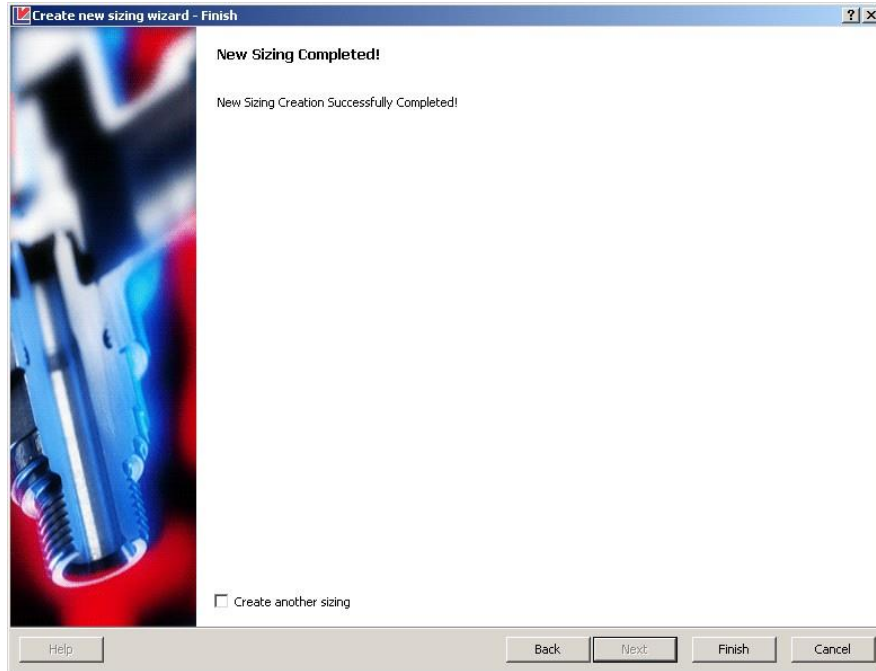 Create new sizing wizard - Finish
New Sizing Completed!
New Sizing Creation Successfully Completed!
Create another sizing
Help Back Next Finish Cancel